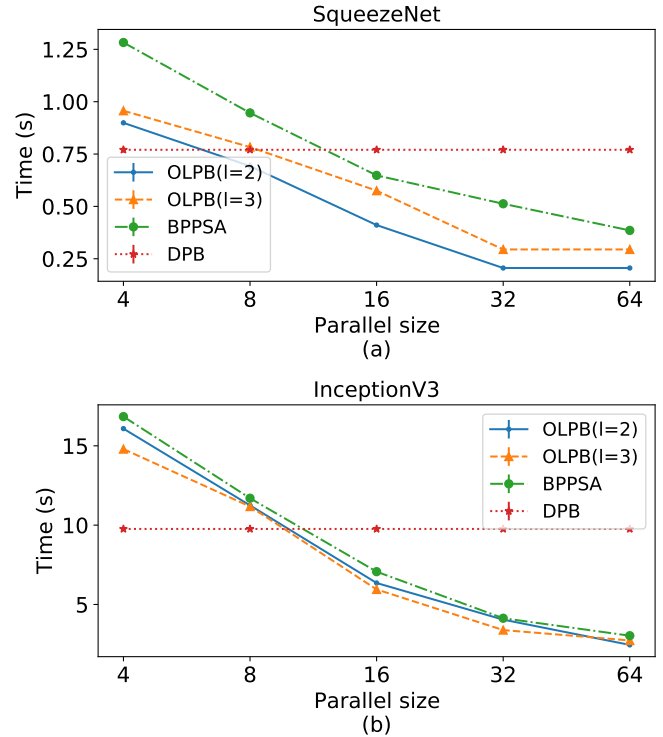 SqueezeNet
1.25
1.00
0.75
0.50
0.25
Time (s)
OLPB(l=2)
OLPB(l=3)
BPPSA
DPB
4 8 16 32 64
Parallel size
(a)
InceptionV3
15
10
5
Time (s)
OLPB(l=2)
OLPB(l=3)
BPPSA
DPB
4 8 16 32 64
Parallel size
(b)